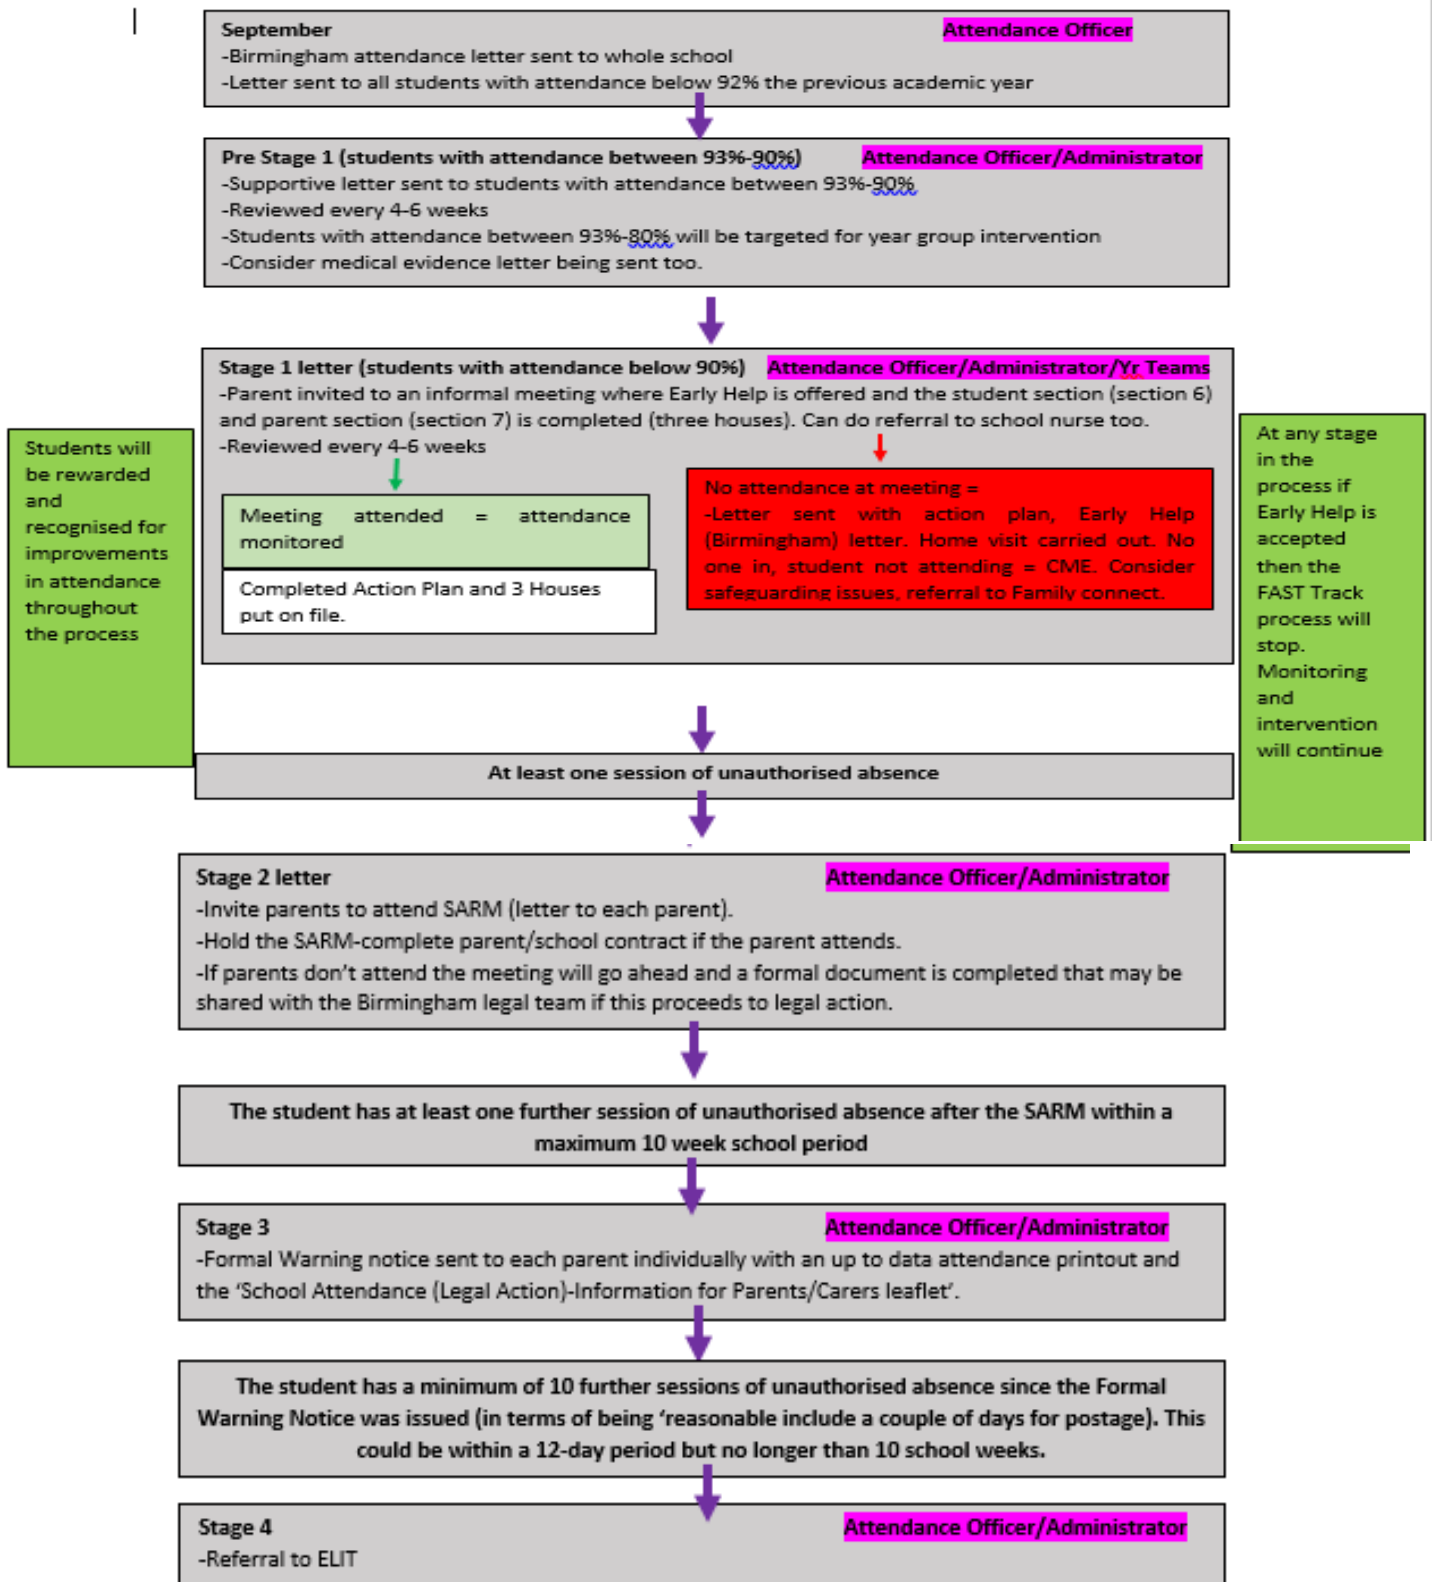 September Attendance Officer
-Birmingham attendance letter sent to whole school
-Letter sent to all students with attendance below 92% the previous academic year
Pre Stage 1 (students with attendance between 93%-90%) Attendance Officer/Administrator
-Supportive letter sent to students with attendance between 93%-90%
-Reviewed every 4-6 weeks
-Students with attendance between 93%-80% will be targeted for year group intervention
-Consider medical evidence letter being sent too.
Stage 1 letter (students with attendance below 90%) Attendance Officer/Administrator/Yr Teams
-Parent invited to an informal meeting where Early Help is offered and the student section (section 6)
and parent section (section 7) is completed (three houses). Can do referral to school nurse too.
-Reviewed every 4-6 weeks
Meeting attended = attendance
monitored
Completed Action Plan and 3 Houses
put on file.
No attendance at meeting =
-Letter sent with action plan, Early Help
(Birmingham) letter. Home visit carried out. No
one in, student not attending = CME. Consider
safeguarding issues, referral to Family connect.
Students will
be rewarded
and
recognised for
improvements
in attendance
throughout
the process
At any stage
in the
process if
Early Help is
accepted
then the
FAST Track
process will
stop.
Monitoring
and
intervention
will continue
At least one session of unauthorised absence
Stage 2 letter Attendance Officer/Administrator
-Invite parents to attend SARM (letter to each parent).
-Hold the SARM-complete parent/school contract if the parent attends.
-If parents don't attend the meeting will go ahead and a formal document is completed that may be
shared with the Birmingham legal team if this proceeds to legal action.
The student has at least one further session of unauthorised absence after the SARM within a
maximum 10 week school period
Stage 3 Attendance Officer/Administrator
-Formal Warning notice sent to each parent individually with an up to data attendance printout and
the 'School Attendance (Legal Action)-Information for Parents/Carers leaflet'.
The student has a minimum of 10 further sessions of unauthorised absence since the Formal
Warning Notice was issued (in terms of being 'reasonable include a couple of days for postage). This
could be within a 12-day period but no longer than 10 school weeks.
Stage 4 Attendance Officer/Administrator
-Referral to ELIT